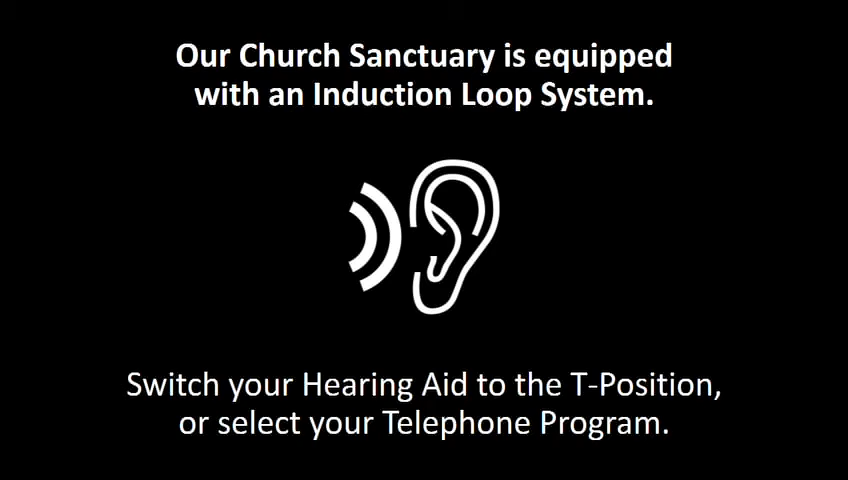 Our Church Sanctuary is equipped
with an Induction Loop System.
Switch your Hearing Aid to the T-Position,
or select your Telephone Program.